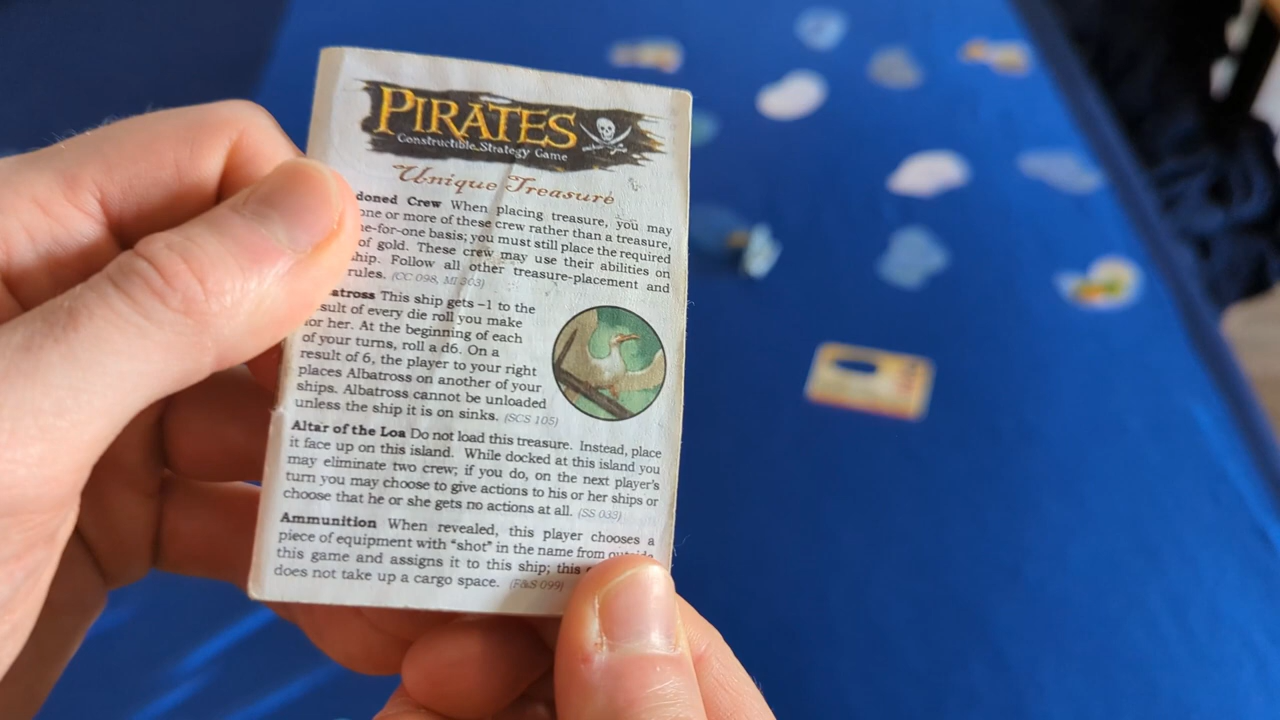 PIRATES
Constructible Strategy Game
Unique Treasure
doned Crew When placing treasure, you may
one or more of these crew rather than a treasure,
ne-for-one basis; you must still place the required
of gold. These crew may use their abilities on
hip. Follow all other treasure-placement and
rules. (CC 098, MI 303)
atross This ship gets –1 to the
sult of every die roll you make
for her. At the beginning of each
of your turns, roll a d6. On a
result of 6, the player to your right
places Albatross on another of your
ships. Albatross cannot be unloaded
unless the ship it is on sinks. (SCS 105)
Altar of the Loa Do not load this treasure. Instead, place
it face up on this island. While docked at this island you
may eliminate two crew; if you do, on the next player's
turn you may choose to give actions to his or her ships or
choose that he or she gets no actions at all. (SS 033)
Ammunition When revealed, this player chooses a
piece of equipment with "shot" in the name from outside
this game and assigns it to this ship; this
does not take up a cargo space. (F&S 099)